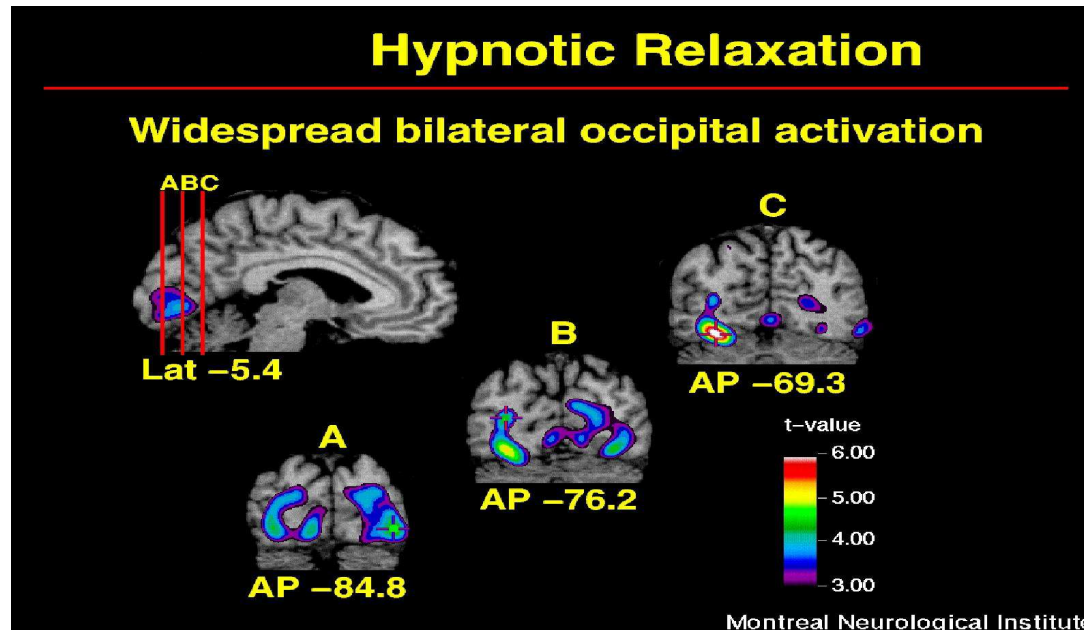 Hypnotic Relaxation
Widespread bilateral occipital activation
ABC
Lat −5.4
C
AP −69.3
B
AP −76.2
A
AP −84.8
t−value
6.00
5.00
4.00
3.00
Montreal Neurological Institute